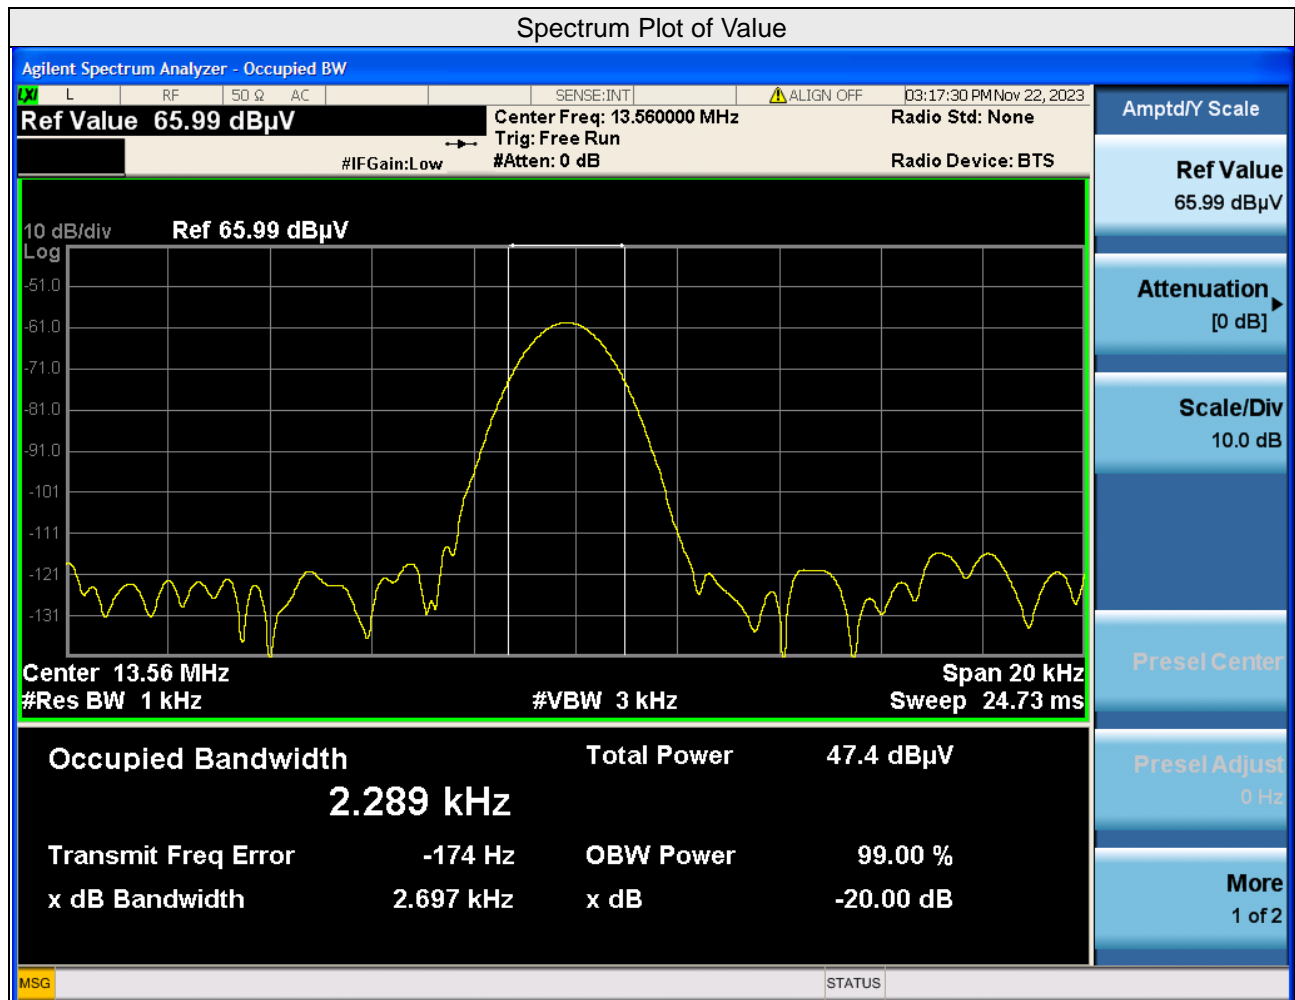 Spectrum Plot of Value
Agilent Spectrum Analyzer - Occupied BW
LXI L RF 50 Ω AC SENSE:INT ALIGN OFF 03:17:30 PM Nov 22, 2023
Ref Value 65.99 dBµV
Center Freq: 13.560000 MHz
Radio Std: None
Trig: Free Run
#IFGain:Low
#Atten: 0 dB
Radio Device: BTS
10 dB/div
Ref 65.99 dBµV
Log
-51.0
-61.0
-71.0
-81.0
-91.0
-101
-111
-121
-131
Center 13.56 MHz
Span 20 kHz
#Res BW 1 kHz
#VBW 3 kHz
Sweep 24.73 ms
Occupied Bandwidth
Total Power 47.4 dBµV
2.289 kHz
Transmit Freq Error -174 Hz
OBW Power 99.00 %
x dB Bandwidth 2.697 kHz
x dB -20.00 dB
Amptd/Y Scale
Ref Value
65.99 dBµV
Attenuation
[0 dB]
Scale/Div
10.0 dB
Presel Center
Presel Adjust
0 Hz
More
1 of 2
MSG
STATUS